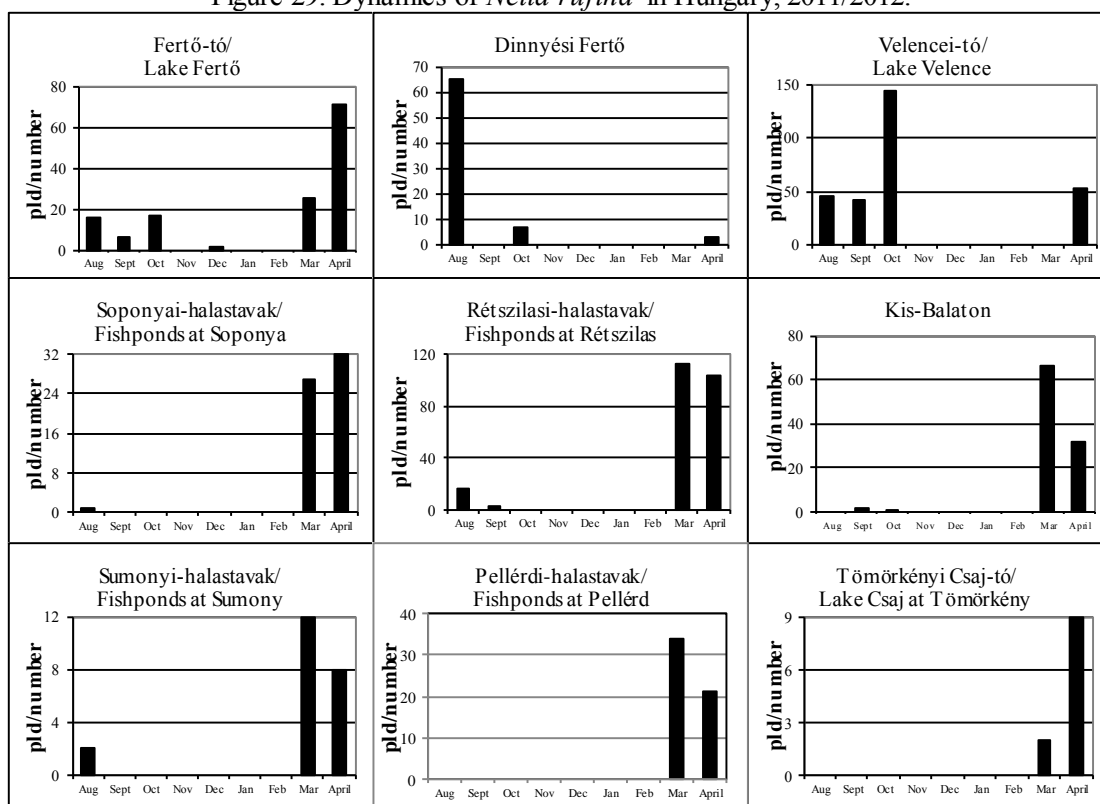 Figure 29. Dynamics of Netta rufina in Hungary, 2011/2012.
Fertő-tó/
Lake Fertő
pld/number
80
60
40
20
0
Aug Sept Oct Nov Dec Jan Feb Mar April
Dinnyési Fertő
pld/number
70
60
50
40
30
20
10
0
Aug Sept Oct Nov Dec Jan Feb Mar April
Velencei-tó/
Lake Velence
pld/number
150
100
50
0
Aug Sept Oct Nov Dec Jan Feb Mar April
Soponyai-halastavak/
Fishponds at Soponya
pld/number
32
24
16
8
0
Aug Sept Oct Nov Dec Jan Feb Mar April
Rétszilasi-halastavak/
Fishponds at Rétszilas
pld/number
120
80
40
0
Aug Sept Oct Nov Dec Jan Feb Mar April
Kis-Balaton
pld/number
80
60
40
20
0
Aug Sept Oct Nov Dec Jan Feb Mar April
Sumonyi-halastavak/
Fishponds at Sumony
pld/number
12
8
4
0
Aug Sept Oct Nov Dec Jan Feb Mar April
Pellérdi-halastavak/
Fishponds at Pellérd
pld/number
40
30
20
10
0
Aug Sept Oct Nov Dec Jan Feb Mar April
Tömörkényi Csaj-tó/
Lake Csaj at Tömörkény
pld/number
9
6
3
0
Aug Sept Oct Nov Dec Jan Feb Mar April